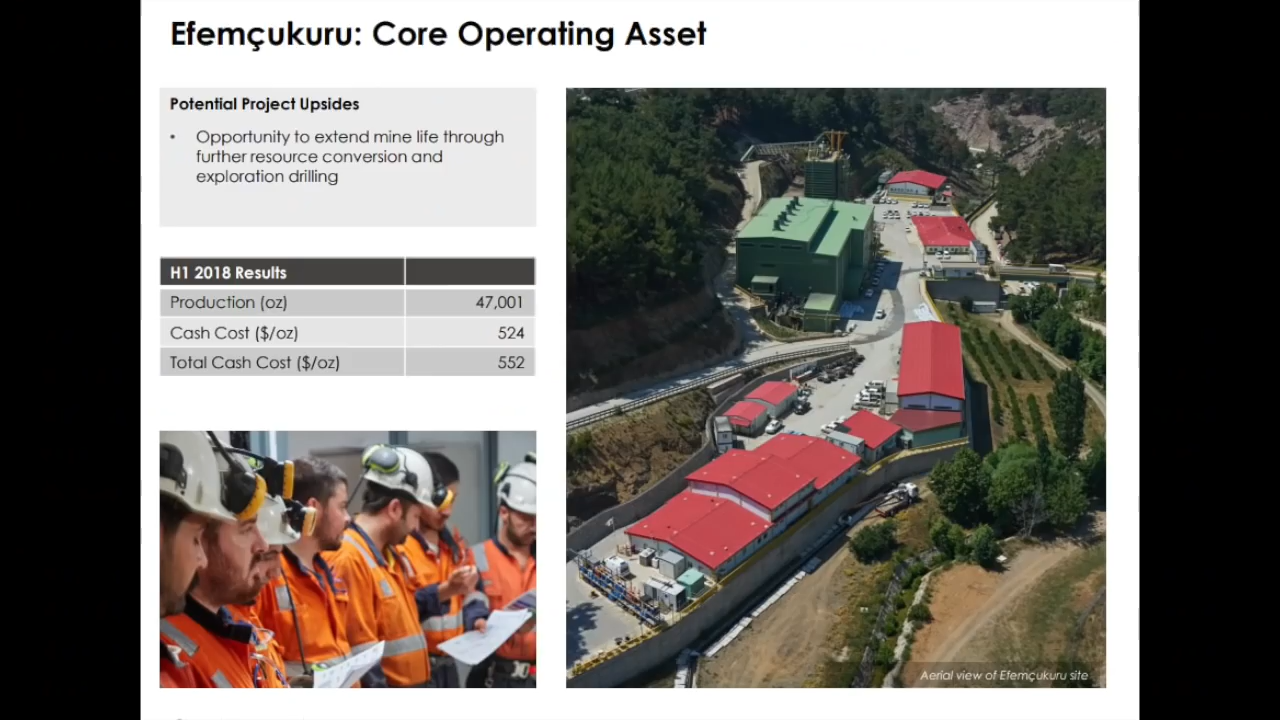 Efemçukuru: Core Operating Asset
Potential Project Upsides
• Opportunity to extend mine life through
further resource conversion and
exploration drilling
H1 2018 Results
Production (oz) 47,001
Cash Cost ($/oz) 524
Total Cash Cost ($/oz) 552
Aerial view of Efemçukuru site